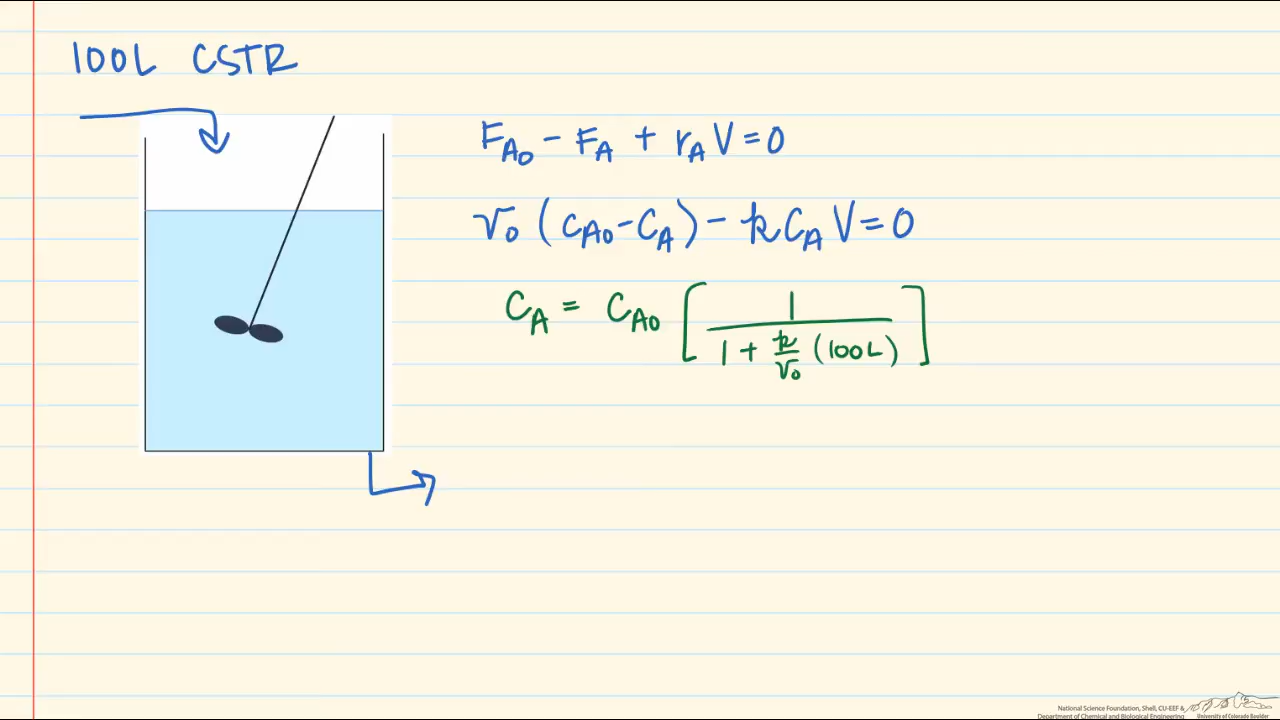 100L CSTR
F_A0 - F_A + r_A V = 0
v_0 (C_A0 - C_A) - k C_A V = 0
C_A = C_A0 [ 1 / (1 + k/v_0 (100L)) ]
National Science Foundation, Shell, CU-EEF &
Department of Chemical and Biological Engineering University of Colorado Boulder